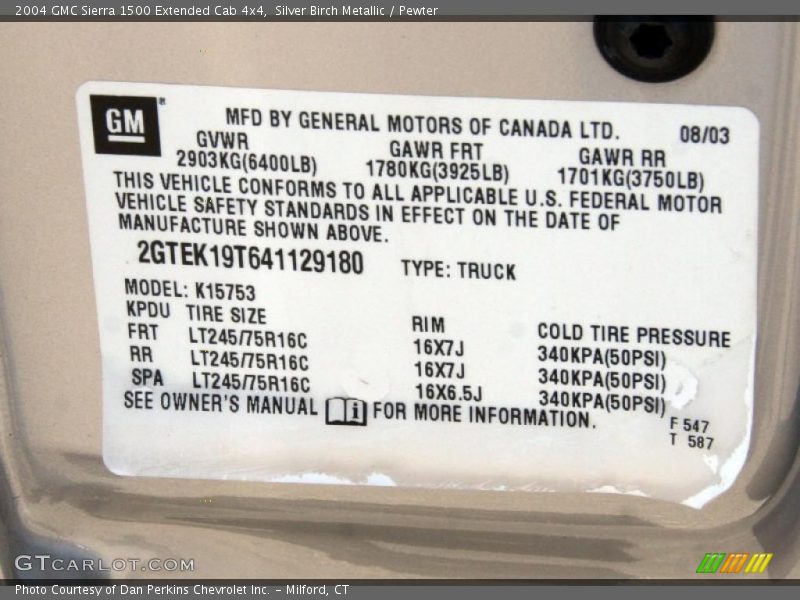 2004 GMC Sierra 1500 Extended Cab 4x4, Silver Birch Metallic / Pewter
GM®
MFD BY GENERAL MOTORS OF CANADA LTD. 08/03
GVWR GAWR FRT GAWR RR
2903KG(6400LB) 1780KG(3925LB) 1701KG(3750LB)
THIS VEHICLE CONFORMS TO ALL APPLICABLE U.S. FEDERAL MOTOR
VEHICLE SAFETY STANDARDS IN EFFECT ON THE DATE OF
MANUFACTURE SHOWN ABOVE.
2GTEK19T641129180 TYPE: TRUCK
MODEL: K15753
KPDU TIRE SIZE RIM COLD TIRE PRESSURE
FRT LT245/75R16C 16X7J 340KPA(50PSI)
RR LT245/75R16C 16X7J 340KPA(50PSI)
SPA LT245/75R16C 16X6.5J 340KPA(50PSI)
SEE OWNER'S MANUAL i FOR MORE INFORMATION.
F 547
T 587
GTCARLOT.COM
Photo Courtesy of Dan Perkins Chevrolet Inc. - Milford, CT